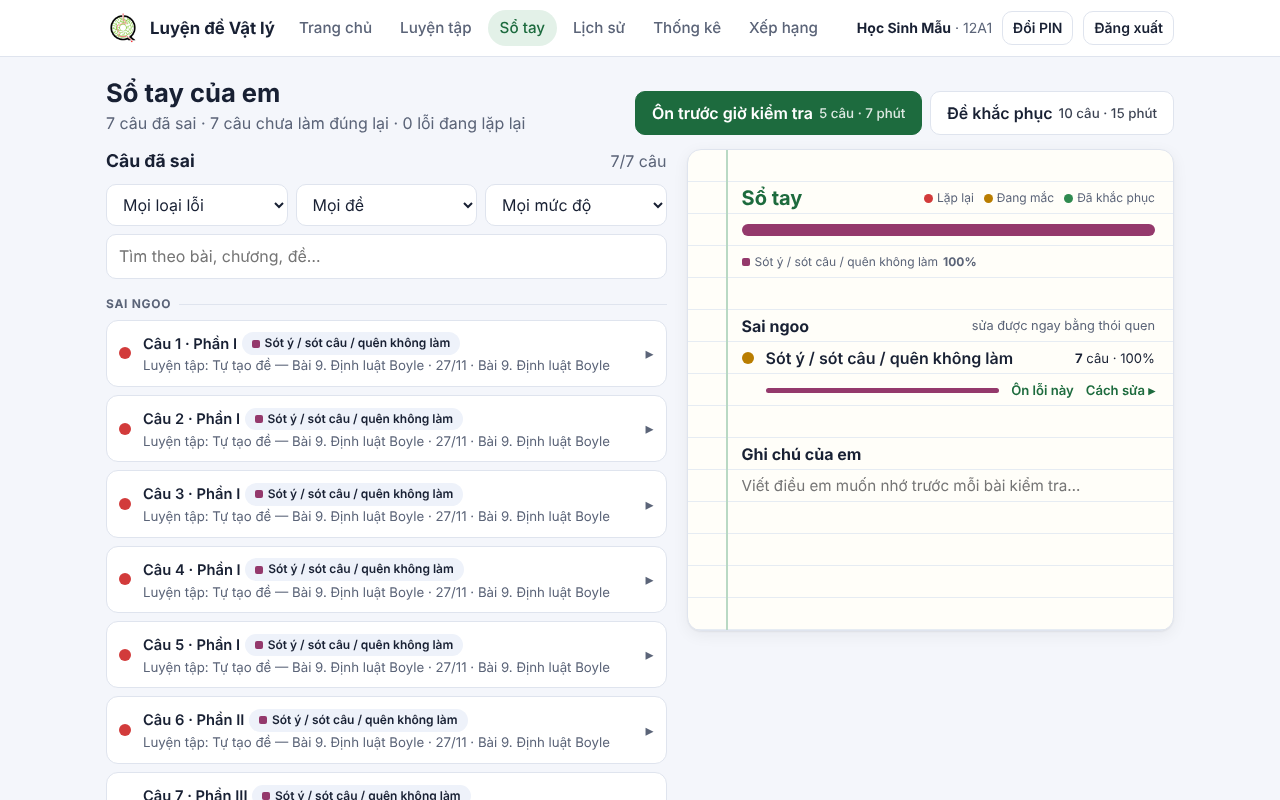 Luyện đề Vật lý
Trang chủ
Luyện tập
Sổ tay
Lịch sử
Thống kê
Xếp hạng
Học Sinh Mẫu · 12A1
Đổi PIN
Đăng xuất
Sổ tay của em
7 câu đã sai · 7 câu chưa làm đúng lại · 0 lỗi đang lặp lại
Ôn trước giờ kiểm tra 5 câu · 7 phút
Đề khắc phục 10 câu · 15 phút
Câu đã sai
7/7 câu
Mọi loại lỗi
Mọi đề
Mọi mức độ
Tìm theo bài, chương, đề...
SAI NGOO
Câu 1 · Phần I Sót ý / sót câu / quên không làm
Luyện tập: Tự tạo đề — Bài 9. Định luật Boyle · 27/11 · Bài 9. Định luật Boyle
Câu 2 · Phần I Sót ý / sót câu / quên không làm
Luyện tập: Tự tạo đề — Bài 9. Định luật Boyle · 27/11 · Bài 9. Định luật Boyle
Câu 3 · Phần I Sót ý / sót câu / quên không làm
Luyện tập: Tự tạo đề — Bài 9. Định luật Boyle · 27/11 · Bài 9. Định luật Boyle
Câu 4 · Phần I Sót ý / sót câu / quên không làm
Luyện tập: Tự tạo đề — Bài 9. Định luật Boyle · 27/11 · Bài 9. Định luật Boyle
Câu 5 · Phần I Sót ý / sót câu / quên không làm
Luyện tập: Tự tạo đề — Bài 9. Định luật Boyle · 27/11 · Bài 9. Định luật Boyle
Câu 6 · Phần II Sót ý / sót câu / quên không làm
Luyện tập: Tự tạo đề — Bài 9. Định luật Boyle · 27/11 · Bài 9. Định luật Boyle
Câu 7 · Phần III Sót ý / sót câu / quên không làm
Sổ tay
Lặp lại
Đang mắc
Đã khắc phục
Sót ý / sót câu / quên không làm 100%
Sai ngoo
sửa được ngay bằng thói quen
Sót ý / sót câu / quên không làm
7 câu · 100%
Ôn lỗi này
Cách sửa ▸
Ghi chú của em
Viết điều em muốn nhớ trước mỗi bài kiểm tra...